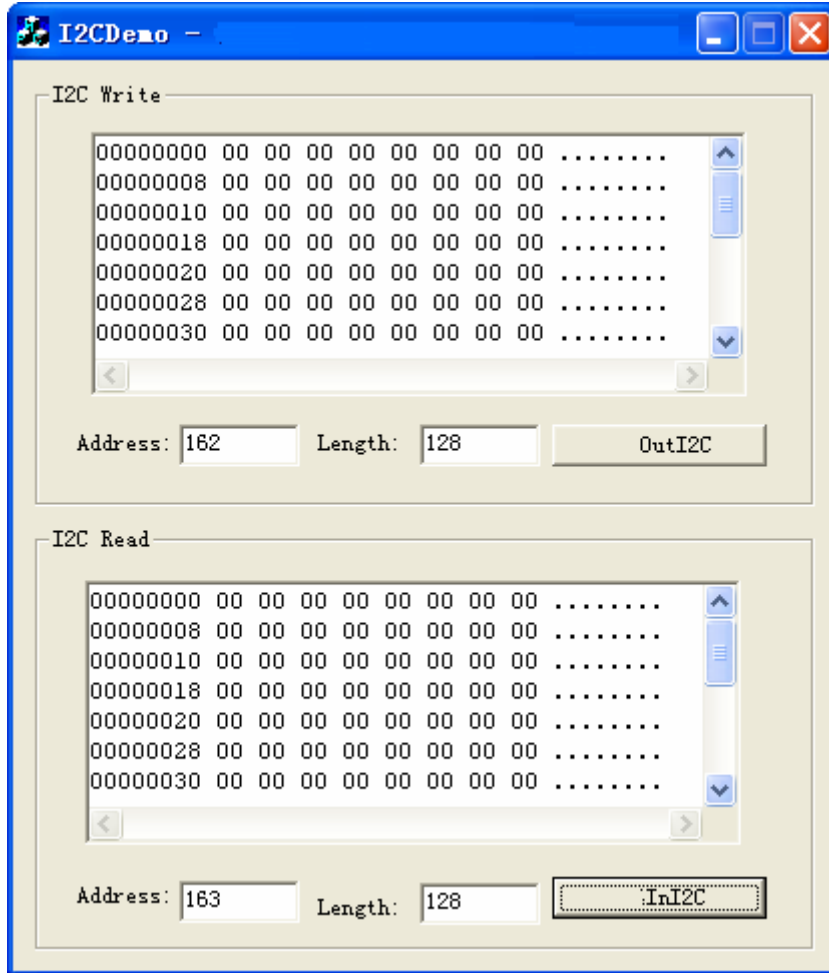 I2CDemo -
I2C Write
00000000 00 00 00 00 00 00 00 00 ........
00000008 00 00 00 00 00 00 00 00 ........
00000010 00 00 00 00 00 00 00 00 ........
00000018 00 00 00 00 00 00 00 00 ........
00000020 00 00 00 00 00 00 00 00 ........
00000028 00 00 00 00 00 00 00 00 ........
00000030 00 00 00 00 00 00 00 00 ........
Address: 162 Length: 128 OutI2C
I2C Read
00000000 00 00 00 00 00 00 00 00 ........
00000008 00 00 00 00 00 00 00 00 ........
00000010 00 00 00 00 00 00 00 00 ........
00000018 00 00 00 00 00 00 00 00 ........
00000020 00 00 00 00 00 00 00 00 ........
00000028 00 00 00 00 00 00 00 00 ........
00000030 00 00 00 00 00 00 00 00 ........
Address: 163 Length: 128 InI2C